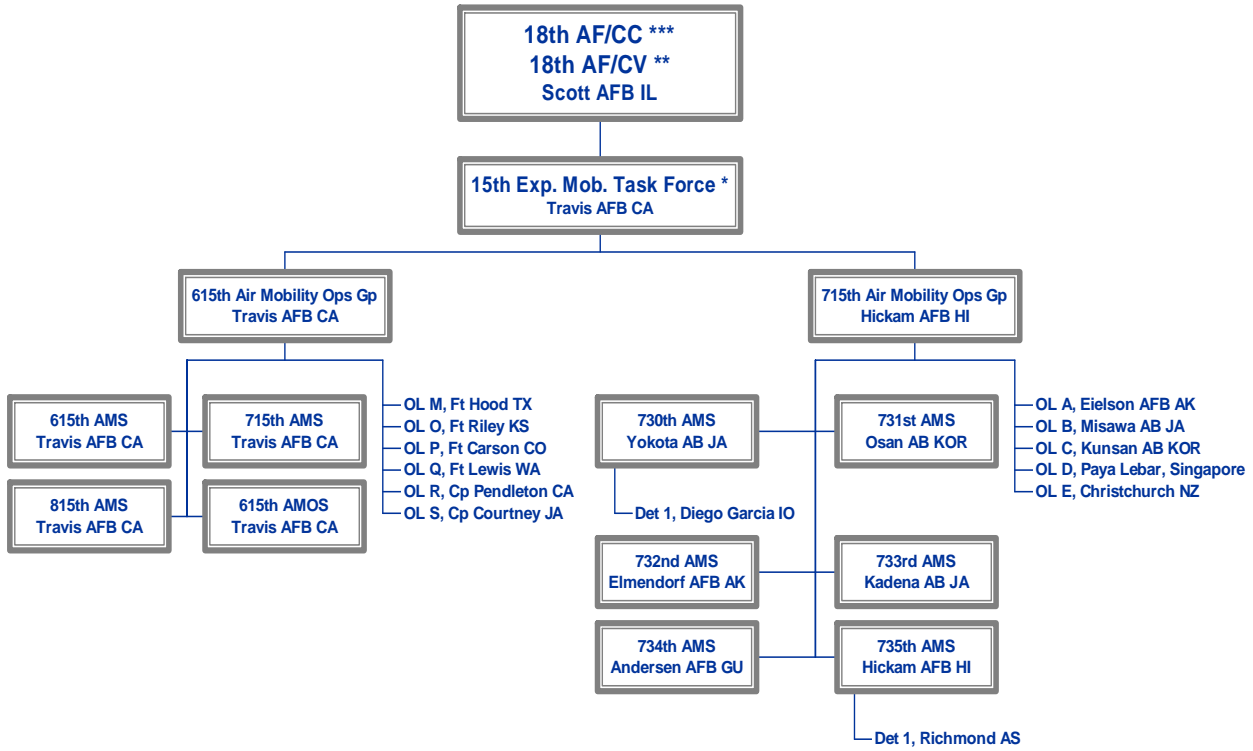 18th AF/CC ***
18th AF/CV **
Scott AFB IL
15th Exp. Mob. Task Force *
Travis AFB CA
615th Air Mobility Ops Gp
Travis AFB CA
715th Air Mobility Ops Gp
Hickam AFB HI
615th AMS
Travis AFB CA
715th AMS
Travis AFB CA
815th AMS
Travis AFB CA
615th AMOS
Travis AFB CA
OL M, Ft Hood TX
OL O, Ft Riley KS
OL P, Ft Carson CO
OL Q, Ft Lewis WA
OL R, Cp Pendleton CA
OL S, Cp Courtney JA
730th AMS
Yokota AB JA
Det 1, Diego Garcia IO
731st AMS
Osan AB KOR
732nd AMS
Elmendorf AFB AK
733rd AMS
Kadena AB JA
734th AMS
Andersen AFB GU
735th AMS
Hickam AFB HI
Det 1, Richmond AS
OL A, Eielson AFB AK
OL B, Misawa AB JA
OL C, Kunsan AB KOR
OL D, Paya Lebar, Singapore
OL E, Christchurch NZ